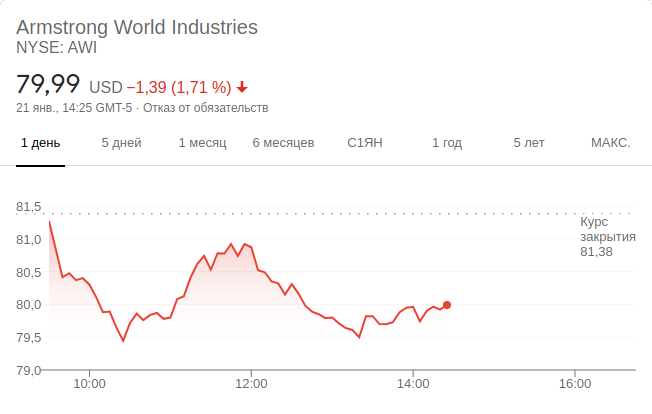 Armstrong World Industries
NYSE: AWI
79,99 USD −1,39 (1,71 %)
21 янв., 14:25 GMT-5 · Отказ от обязательств
1 день 5 дней 1 месяц 6 месяцев С1ЯН 1 год 5 лет МАКС.
81,5
Курс
закрытия
81,38
81,0
80,5
80,0
79,5
79,0
10:00 12:00 14:00 16:00